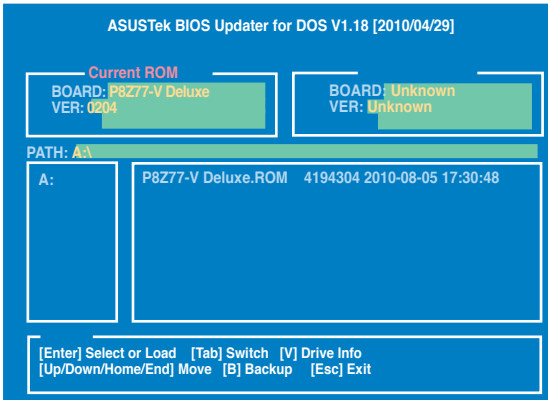 ASUSTek BIOS Updater for DOS V1.18 [2010/04/29]
Current ROM
BOARD: P8Z77-V Deluxe
VER: 0204
BOARD: Unknown
VER: Unknown
PATH: A:\
A:
P8Z77-V Deluxe.ROM 4194304 2010-08-05 17:30:48
[Enter] Select or Load [Tab] Switch [V] Drive Info
[Up/Down/Home/End] Move [B] Backup [Esc] Exit